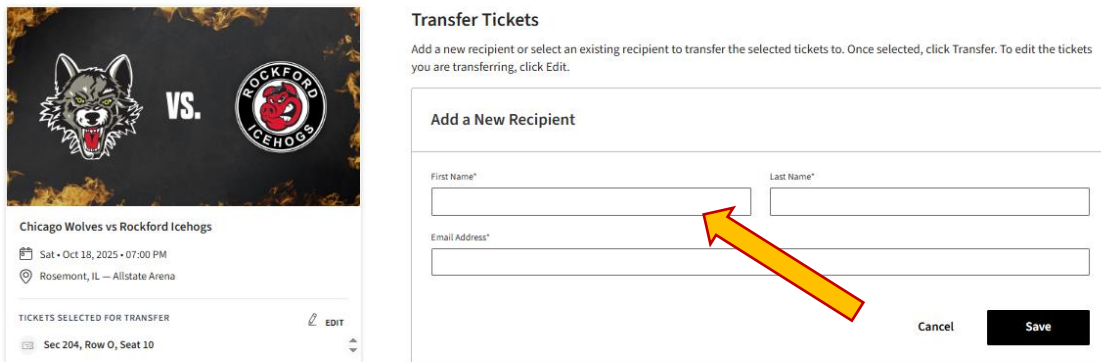 VS.
ROCKFORD
ICEHOGS
Chicago Wolves vs Rockford Icehogs
Sat • Oct 18, 2025 • 07:00 PM
Rosemont, IL — Allstate Arena
TICKETS SELECTED FOR TRANSFER
EDIT
Sec 204, Row O, Seat 10
Transfer Tickets
Add a new recipient or select an existing recipient to transfer the selected tickets to. Once selected, click Transfer. To edit the tickets
you are transferring, click Edit.
Add a New Recipient
First Name*
Last Name*
Email Address*
Cancel
Save